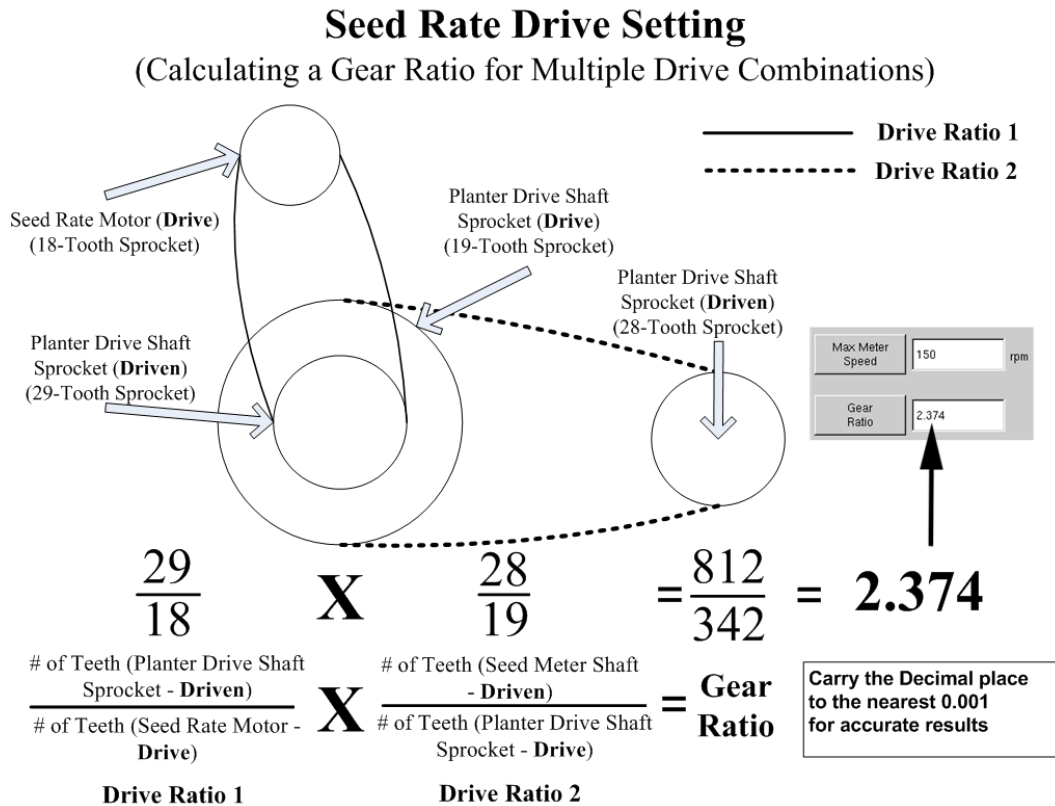 Seed Rate Drive Setting
(Calculating a Gear Ratio for Multiple Drive Combinations)
Drive Ratio 1
Drive Ratio 2
Seed Rate Motor (Drive)
(18-Tooth Sprocket)
Planter Drive Shaft
Sprocket (Drive)
(19-Tooth Sprocket)
Planter Drive Shaft
Sprocket (Driven)
(28-Tooth Sprocket)
Planter Drive Shaft
Sprocket (Driven)
(29-Tooth Sprocket)
Max Meter
Speed
150
rpm
Gear
Ratio
2.374
29
18
X
28
19
=
812
342
= 2.374
# of Teeth (Planter Drive Shaft
Sprocket - Driven)
# of Teeth (Seed Rate Motor -
Drive)
X
# of Teeth (Seed Meter Shaft
- Driven)
# of Teeth (Planter Drive Shaft
Sprocket - Drive)
= Gear
Ratio
Carry the Decimal place
to the nearest 0.001
for accurate results
Drive Ratio 1
Drive Ratio 2